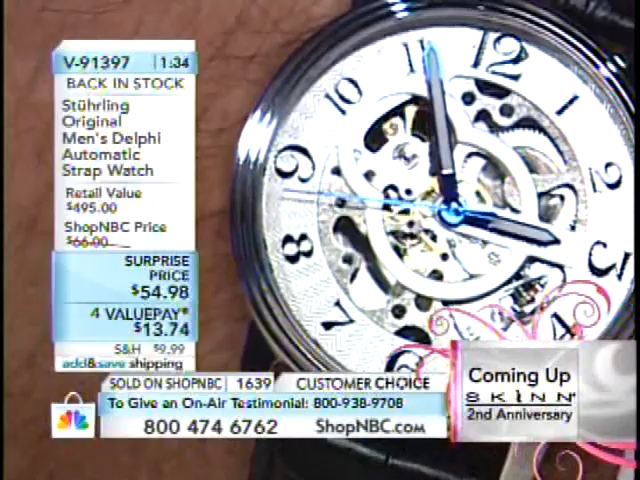 V-91397 1:34
BACK IN STOCK
Stührling
Original
Men's Delphi
Automatic
Strap Watch
Retail Value
$495.00
ShopNBC Price
$66.00
SURPRISE
PRICE
$54.98
4 VALUEPAY®
$13.74
S&H $9.99
add&save shipping
11 12 1
10 2
9 3
8 4
7
SOLD ON SHOPNBC 1639 CUSTOMER CHOICE
To Give an On-Air Testimonial: 800-938-9708
800 474 6762 ShopNBC.com
Coming Up
SKINN
2nd Anniversary